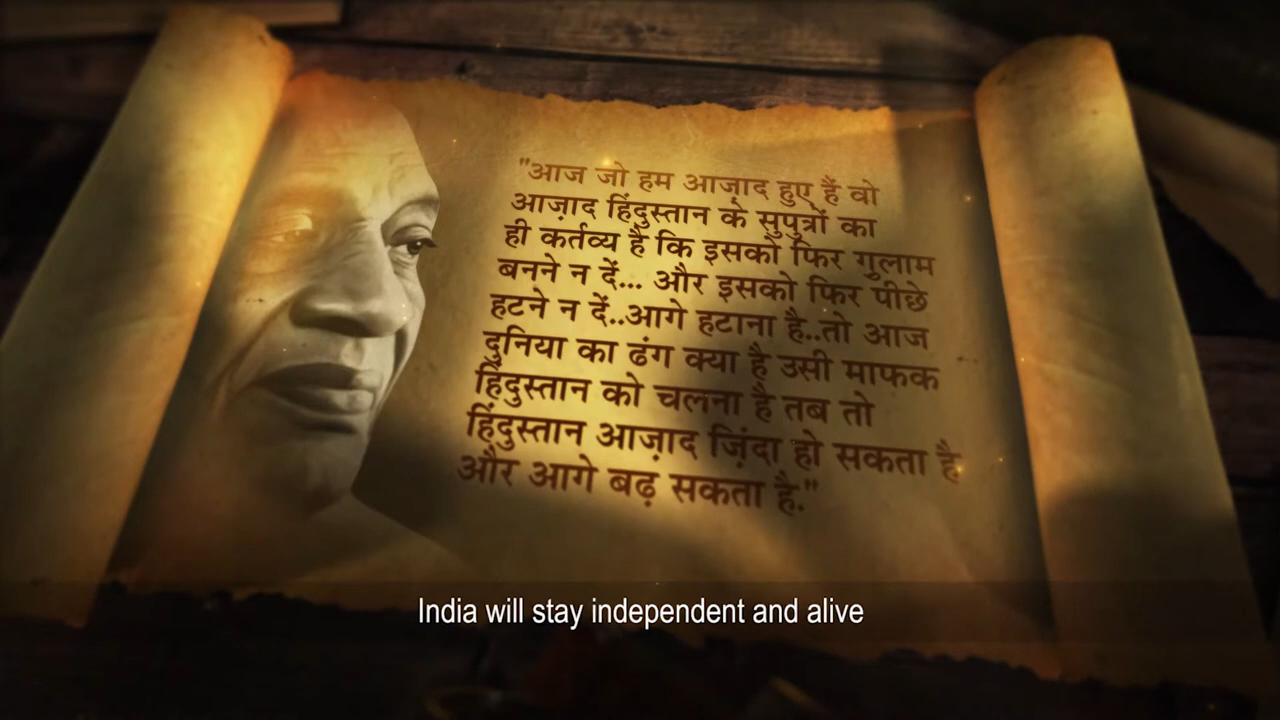 "आज जो हम आज़ाद हुए हैं वो
आज़ाद हिंदुस्तान के सुपुत्रों का
ही कर्तव्य है कि इसको फिर गुलाम
बनने न दें... और इसको फिर पीछे
हटने न दें..आगे हटाना है..तो आज
दुनिया का ढंग क्या है उसी माफक
हिंदुस्तान को चलना है तब तो
हिंदुस्तान आज़ाद ज़िंदा हो सकता है
और आगे बढ़ सकता है."
India will stay independent and alive